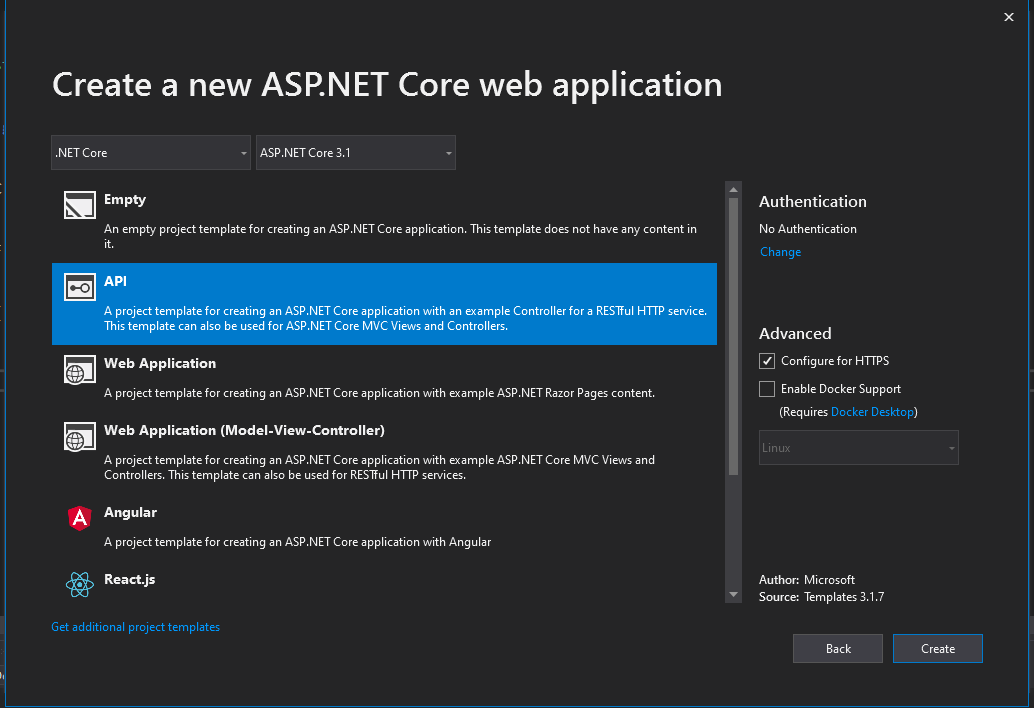 Create a new ASP.NET Core web application
.NET Core
ASP.NET Core 3.1
Empty
An empty project template for creating an ASP.NET Core application. This template does not have any content in
it.
API
A project template for creating an ASP.NET Core application with an example Controller for a RESTful HTTP service.
This template can also be used for ASP.NET Core MVC Views and Controllers.
Web Application
A project template for creating an ASP.NET Core application with example ASP.NET Razor Pages content.
Web Application (Model-View-Controller)
A project template for creating an ASP.NET Core application with example ASP.NET Core MVC Views and
Controllers. This template can also be used for RESTful HTTP services.
Angular
A project template for creating an ASP.NET Core application with Angular
React.js
Get additional project templates
Authentication
No Authentication
Change
Advanced
Configure for HTTPS
Enable Docker Support
(Requires Docker Desktop)
Linux
Author: Microsoft
Source: Templates 3.1.7
Back
Create